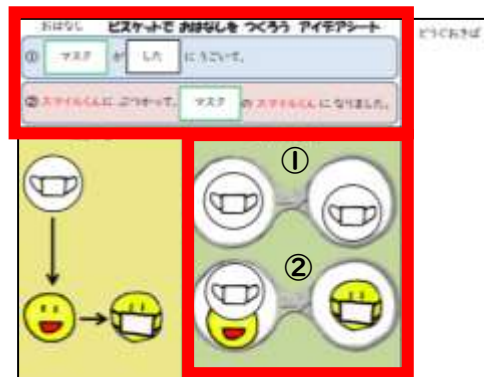 おはなし ビスケットで おはなしを つくろう アイデアシート
どうぐおきば
① マスク が した に うごいて、
② スマイルくんに ぶつかって、 マスク の スマイルくん に なりました。
①
②